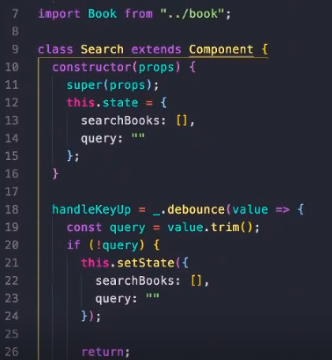 7 import Book from "../book";
8
9 class Search extends Component {
10 constructor(props) {
11 super(props);
12 this.state = {
13 searchBooks: [],
14 query: ""
15 };
16 }
17
18 handleKeyUp = _.debounce(value => {
19 const query = value.trim();
20 if (!query) {
21 this.setState({
22 searchBooks: [],
23 query: ""
24 });
25
26 return;